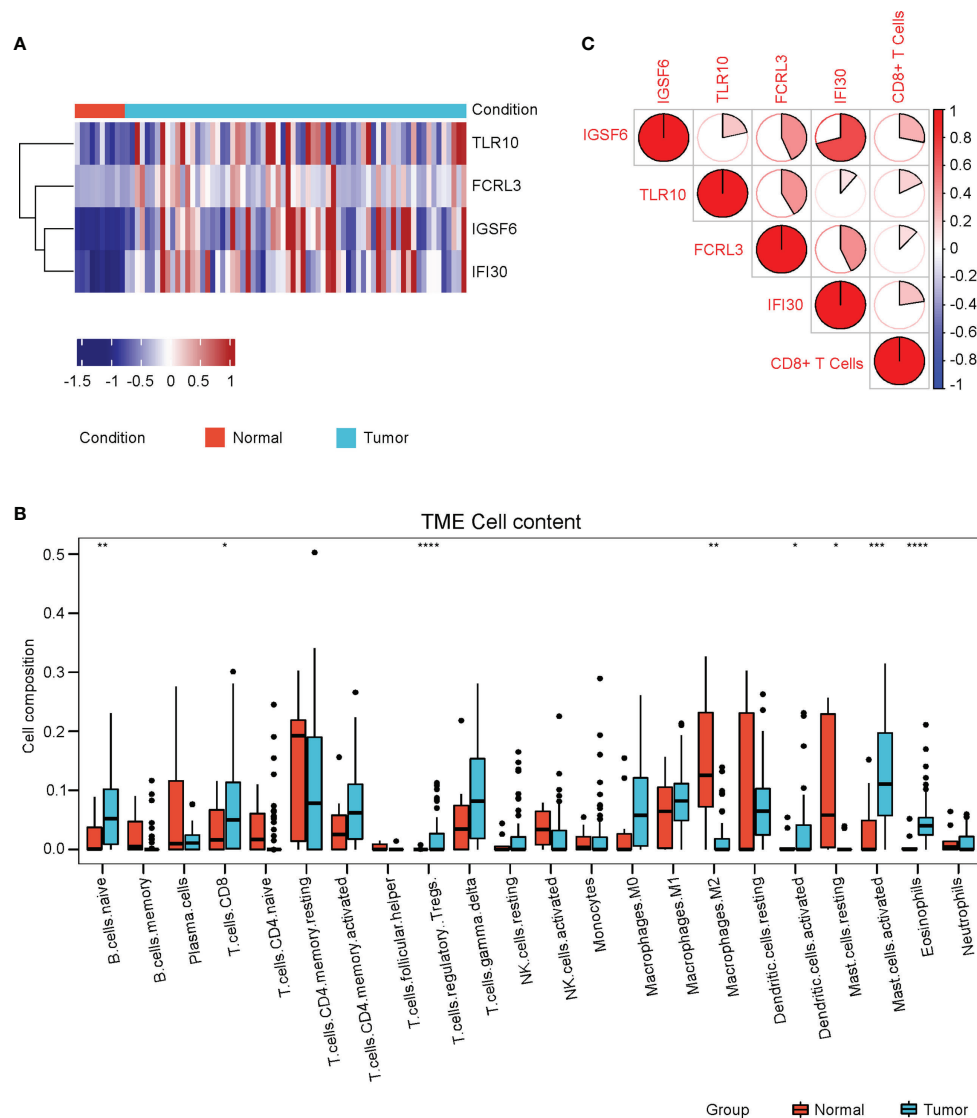 A
Condition
TLR10
FCRL3
IGSF6
IFI30
-1.5 -1 -0.5 0 0.5 1
Condition Normal Tumor
C
IGSF6 TLR10 FCRL3 IFI30 CD8+ T Cells
IGSF6
TLR10
FCRL3
IFI30
CD8+ T Cells
1
0.8
0.6
0.4
0.2
0
-0.2
-0.4
-0.6
-0.8
-1
B
TME Cell content
** * **** ** * * *** ****
Cell composition
0.5
0.4
0.3
0.2
0.1
0.0
B.cells.naive
B.cells.memory
Plasma.cells
T.cells.CD8
T.cells.CD4.naive
T.cells.CD4.memory.resting
T.cells.CD4.memory.activated
T.cells.follicular.helper
T.cells.regulatory..Tregs.
T.cells.gamma.delta
NK.cells.resting
NK.cells.activated
Monocytes
Macrophages.M0
Macrophages.M1
Macrophages.M2
Dendritic.cells.resting
Dendritic.cells.activated
Mast.cells.resting
Mast.cells.activated
Eosinophils
Neutrophils
Group Normal Tumor